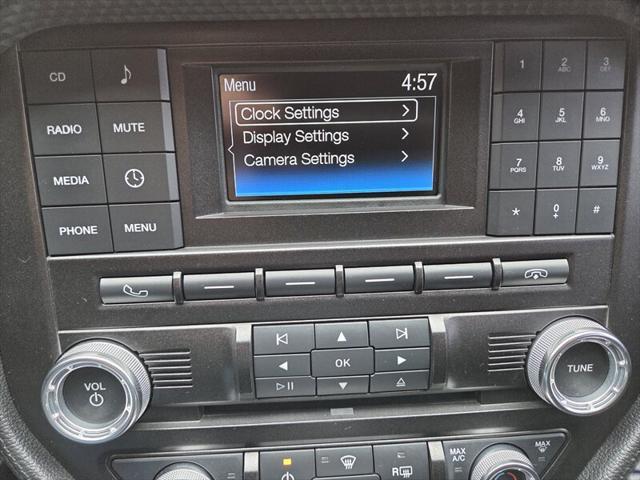 CD
Menu 4:57
Clock Settings
Display Settings
Camera Settings
RADIO MUTE
MEDIA
PHONE MENU
1 2 ABC 3 DEF
4 GHI 5 JKL 6 MNO
7 PQRS 8 TUV 9 WXYZ
* 0 + #
OK
VOL
TUNE
R
MAX A/C
MAX